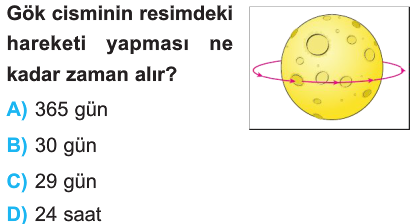 Gök cisminin resimdeki
hareketi yapması ne
kadar zaman alır?
A) 365 gün
B) 30 gün
C) 29 gün
D) 24 saat